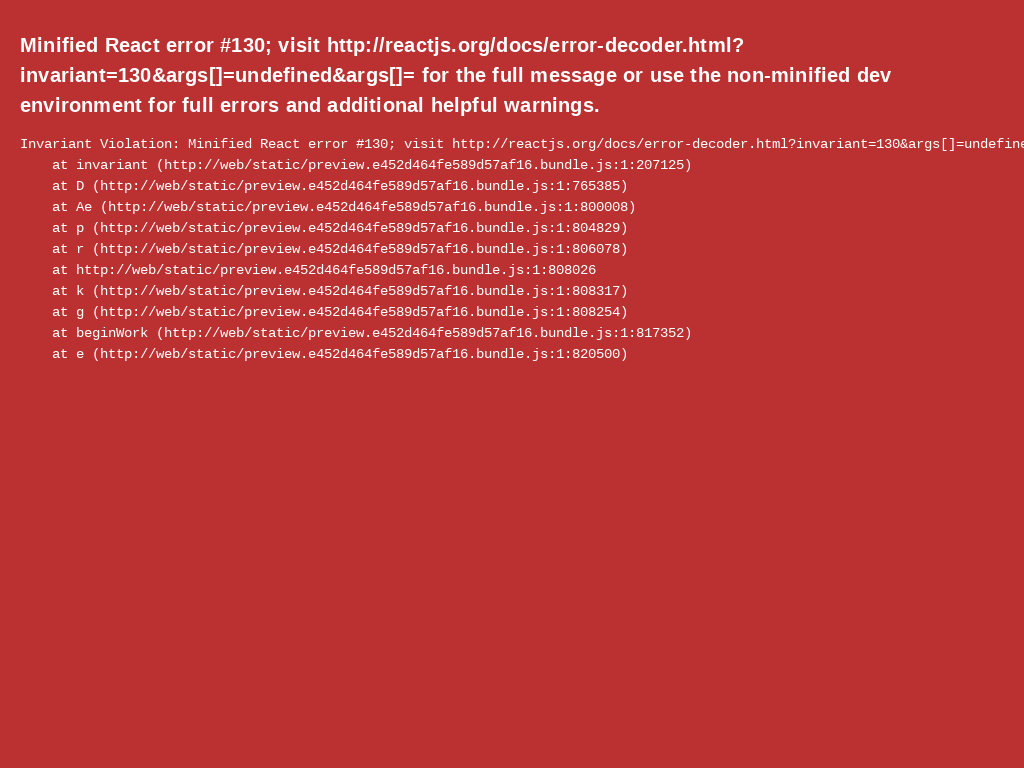 Minified React error #130; visit http://reactjs.org/docs/error-decoder.html?
invariant=130&args[]=undefined&args[]= for the full message or use the non-minified dev
environment for full errors and additional helpful warnings.
Invariant Violation: Minified React error #130; visit http://reactjs.org/docs/error-decoder.html?invariant=130&args[]=undefine
    at invariant (http://web/static/preview.e452d464fe589d57af16.bundle.js:1:207125)
    at D (http://web/static/preview.e452d464fe589d57af16.bundle.js:1:765385)
    at Ae (http://web/static/preview.e452d464fe589d57af16.bundle.js:1:800008)
    at p (http://web/static/preview.e452d464fe589d57af16.bundle.js:1:804829)
    at r (http://web/static/preview.e452d464fe589d57af16.bundle.js:1:806078)
    at http://web/static/preview.e452d464fe589d57af16.bundle.js:1:808026
    at k (http://web/static/preview.e452d464fe589d57af16.bundle.js:1:808317)
    at g (http://web/static/preview.e452d464fe589d57af16.bundle.js:1:808254)
    at beginWork (http://web/static/preview.e452d464fe589d57af16.bundle.js:1:817352)
    at e (http://web/static/preview.e452d464fe589d57af16.bundle.js:1:820500)